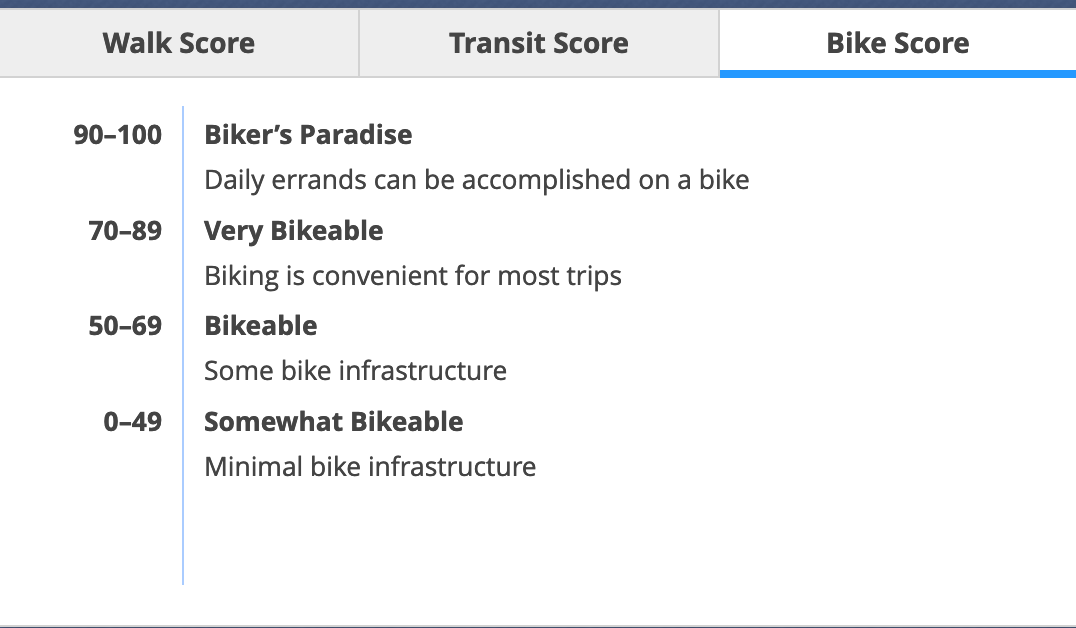 Walk Score
Transit Score
Bike Score
90–100
Biker’s Paradise
Daily errands can be accomplished on a bike
70–89
Very Bikeable
Biking is convenient for most trips
50–69
Bikeable
Some bike infrastructure
0–49
Somewhat Bikeable
Minimal bike infrastructure